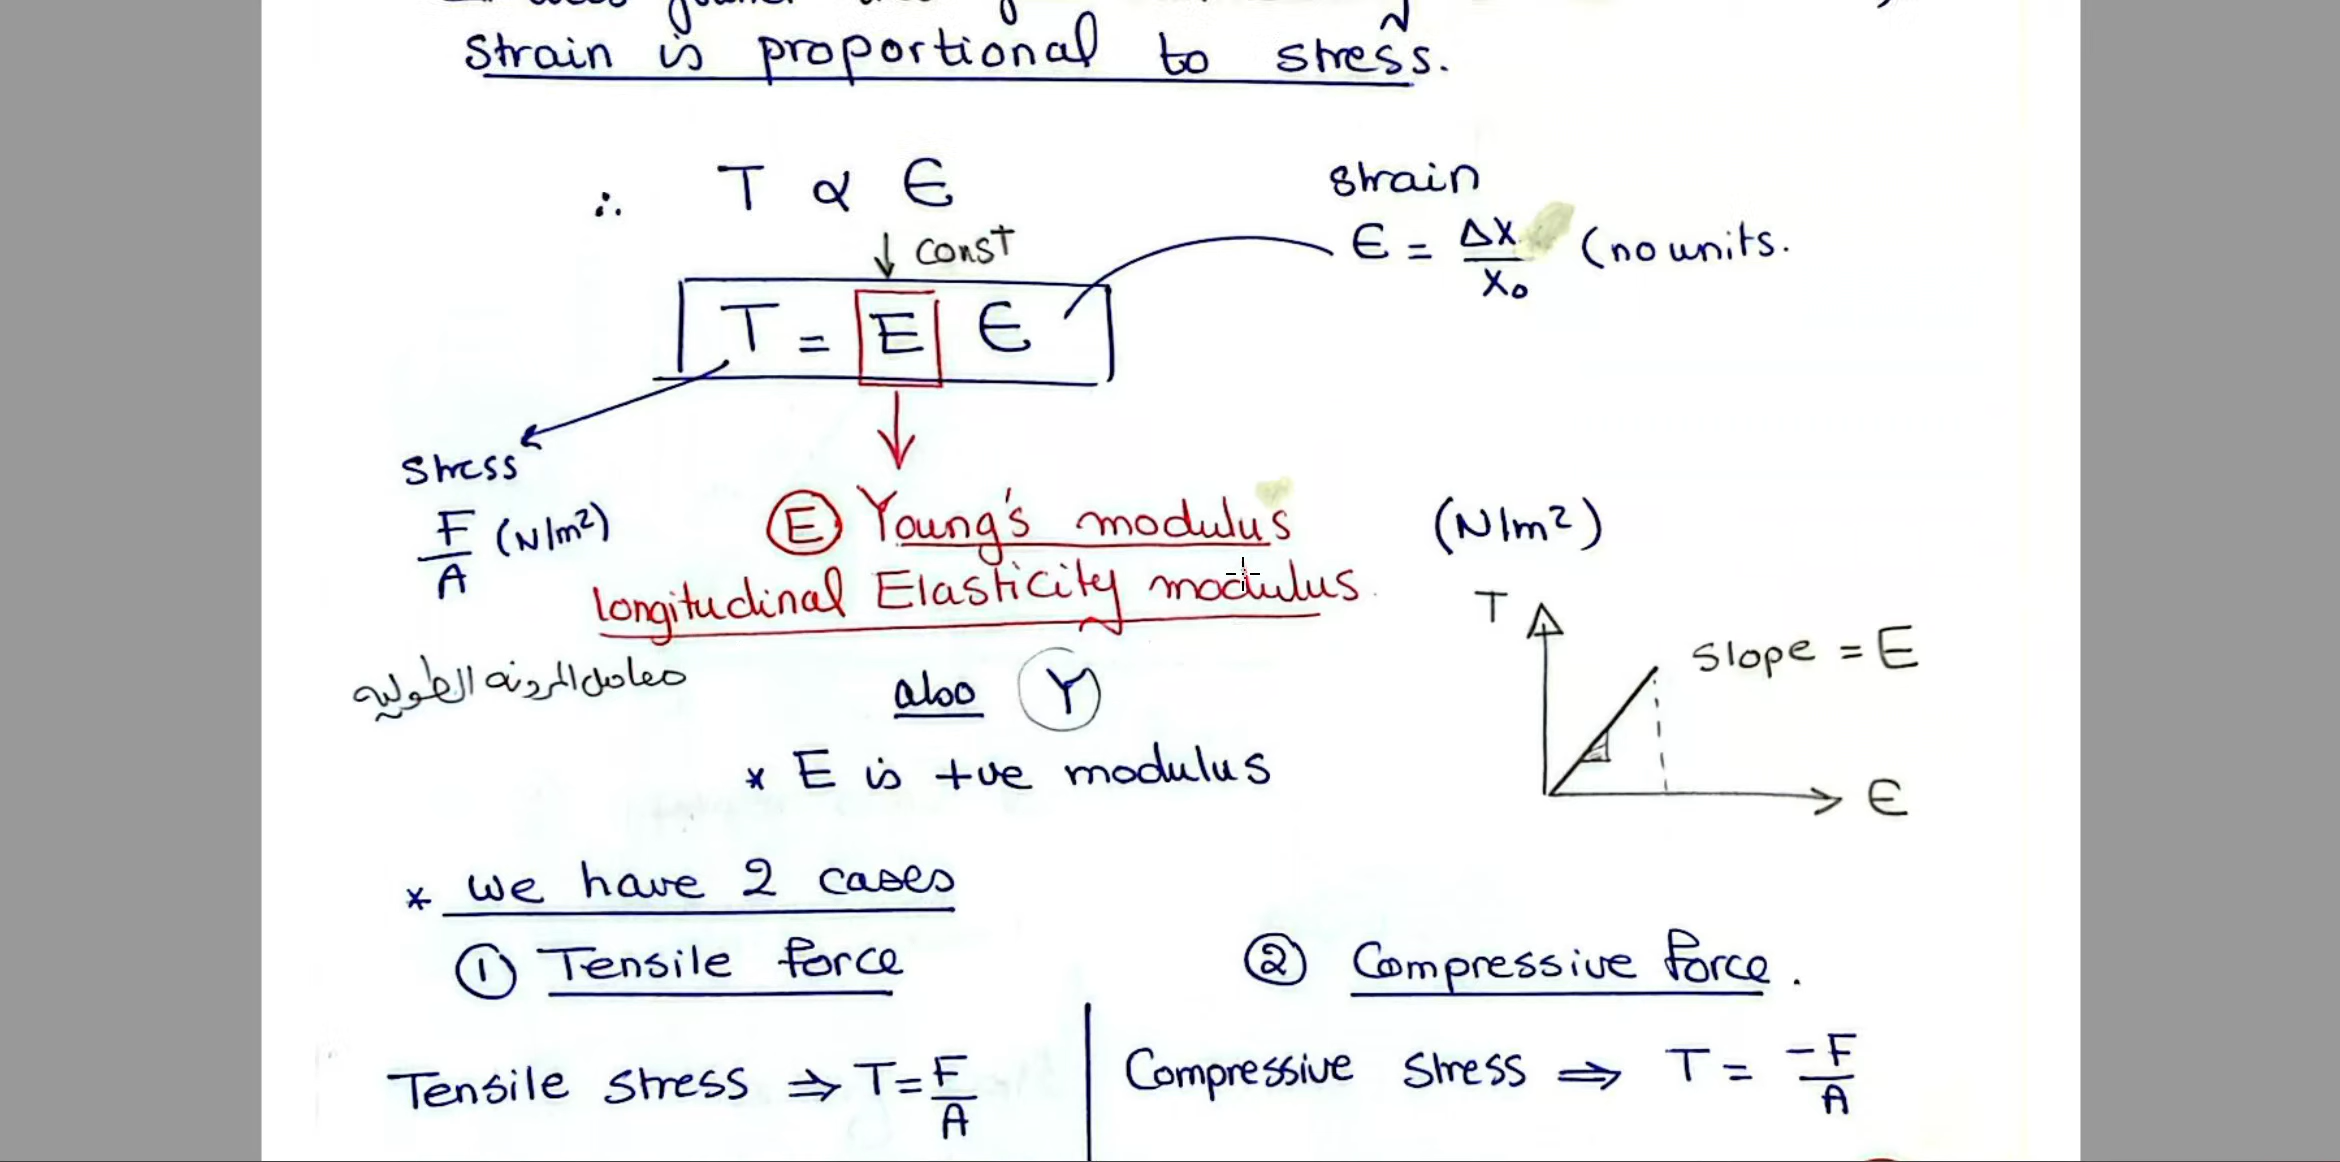 strain is proportional to stress.
∴ T α ϵ
↓ const
strain
ϵ = Δx / x₀ (no units.
T = E ϵ
stress
F/A (N/m²)
Ⓔ Young's modulus (N/m²)
longitudinal Elasticity modulus.
معامل المرونه الطوليه
also Ⓨ
T
slope = E
ϵ
* E is +ve modulus
* we have 2 cases
① Tensile force
② Compressive force.
Tensile stress ⇒ T = F/A
Compressive stress ⇒ T = -F/A